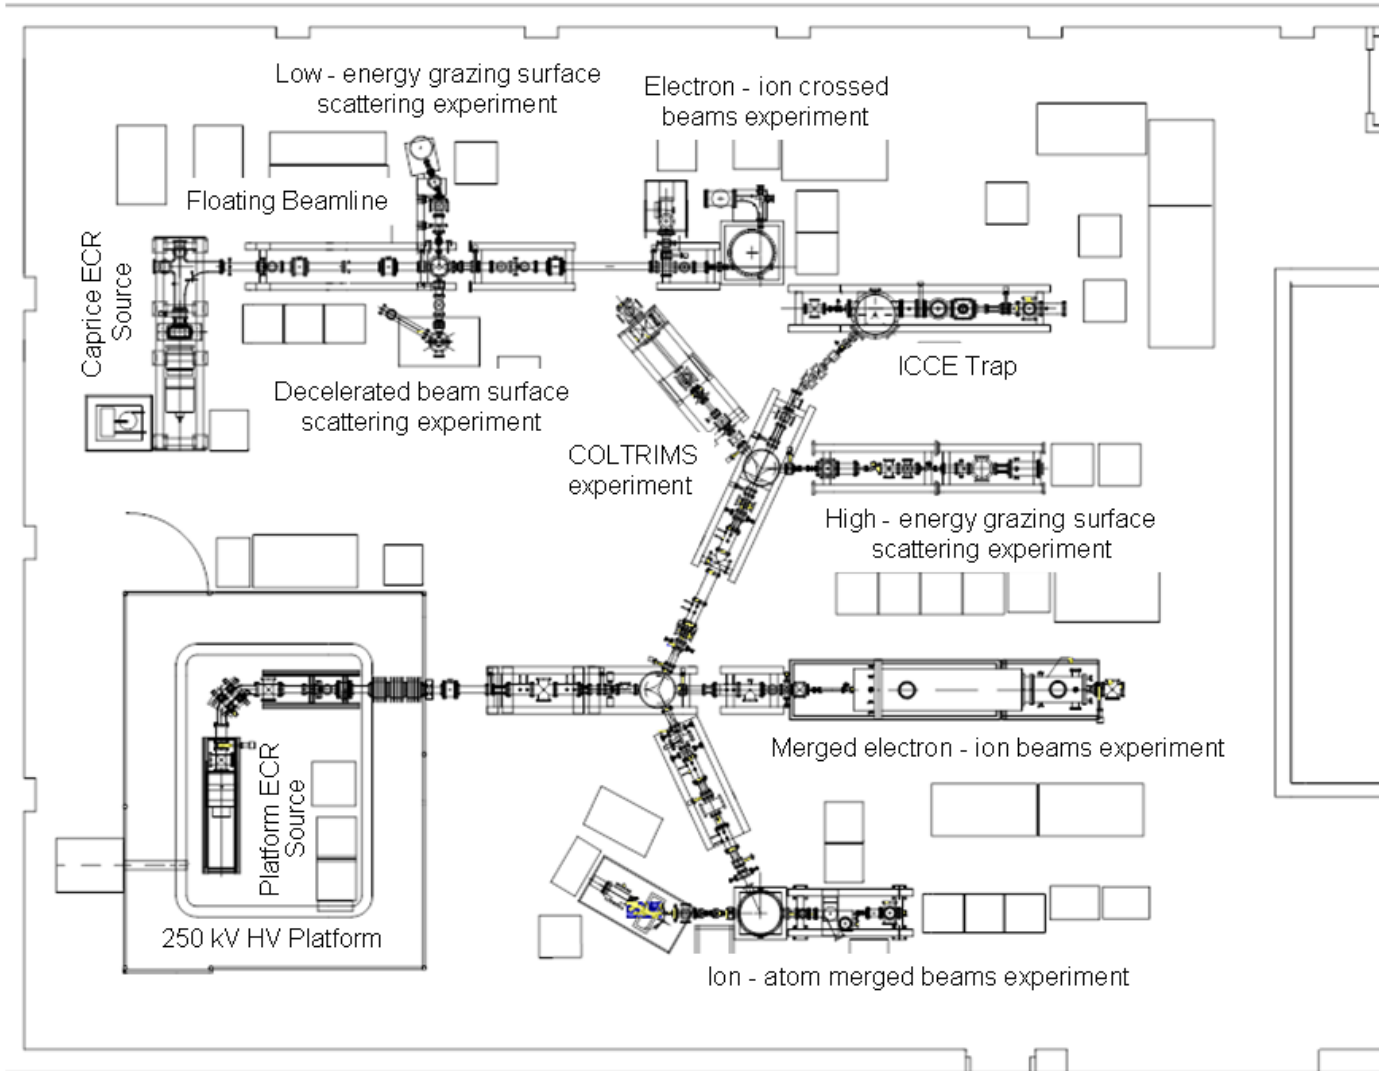 Low - energy grazing surface
scattering experiment
Electron - ion crossed
beams experiment
Floating Beamline
Caprice ECR
Source
ICCE Trap
Decelerated beam surface
scattering experiment
COLTRIMS
experiment
High - energy grazing surface
scattering experiment
Merged electron - ion beams experiment
Platform ECR
Source
250 kV HV Platform
Ion - atom merged beams experiment